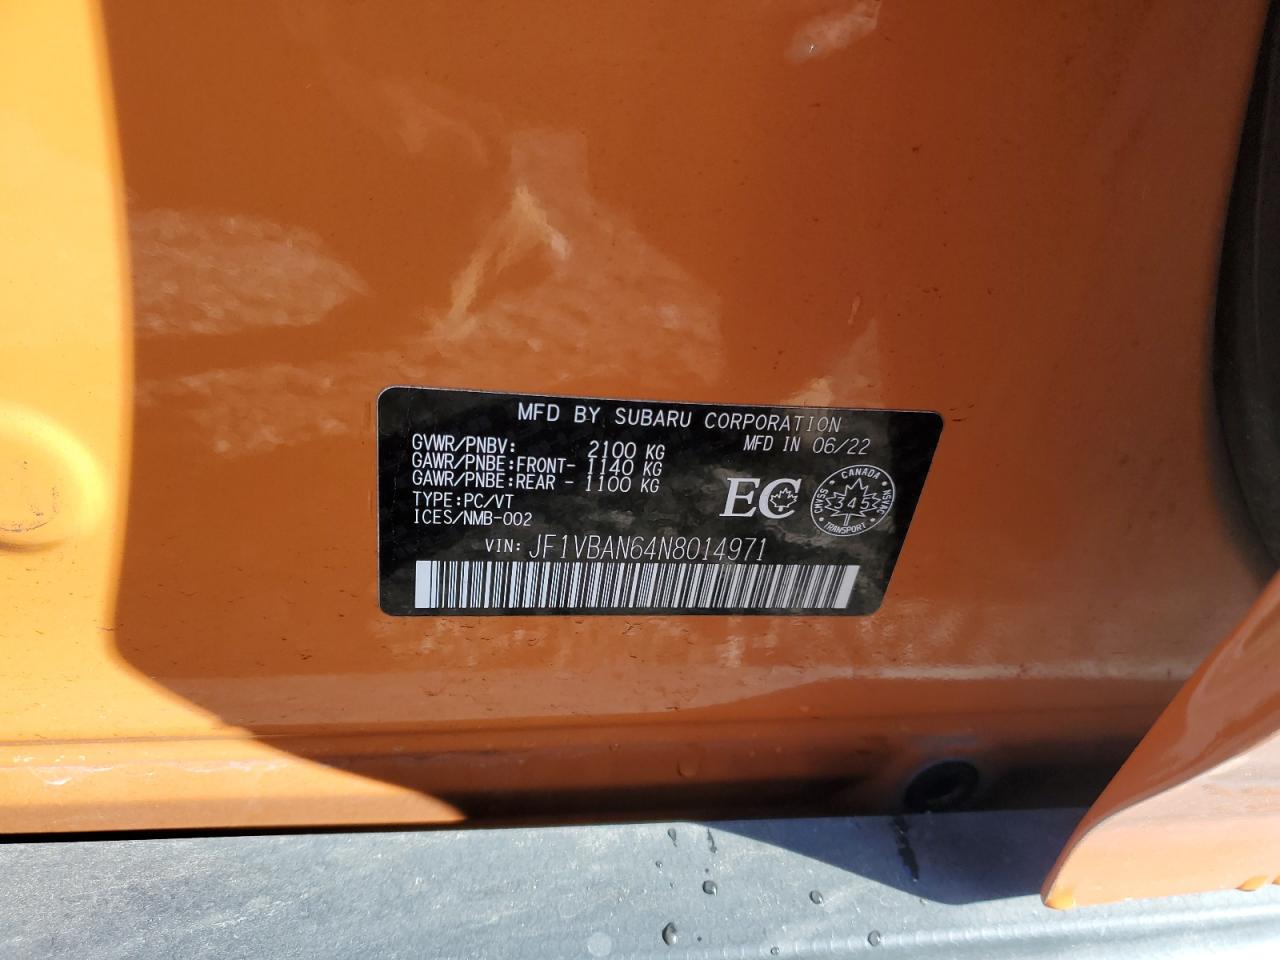 MFD BY SUBARU CORPORATION
GVWR/PNBV: 2100 KG MFD IN 06/22
GAWR/PNBE:FRONT- 1140 KG
GAWR/PNBE:REAR - 1100 KG
TYPE:PC/VT
ICES/NMB-002
EC
CANADA
CMVSS 345 NSVAC
TRANSPORT
VIN: JF1VBAN64N8014971